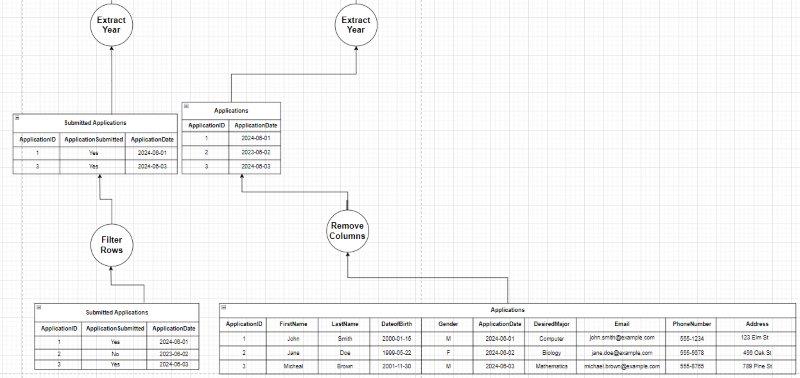 Extract
Year
Extract
Year
Submitted Applications
ApplicationID ApplicationSubmitted ApplicationDate
1 Yes 2024-06-01
3 Yes 2024-06-03
Applications
ApplicationID ApplicationDate
1 2024-06-01
2 2023-06-02
3 2024-06-03
Filter
Rows
Remove
Columns
Submitted Applications
ApplicationID ApplicationSubmitted ApplicationDate
1 Yes 2024-06-01
2 No 2023-06-02
3 Yes 2024-06-03
Applications
ApplicationID FirstName LastName DateofBirth Gender ApplicationDate DesiredMajor Email PhoneNumber Address
1 John Smith 2000-01-15 M 2024-06-01 Computer john.smith@example.com 555-1234 123 Elm St
2 Jane Doe 1999-05-22 F 2024-06-02 Biology jane.doe@example.com 555-5678 456 Oak St
3 Micheal Brown 2001-11-30 M 2024-06-03 Mathematics michael.brown@example.com 555-8765 789 Pine St